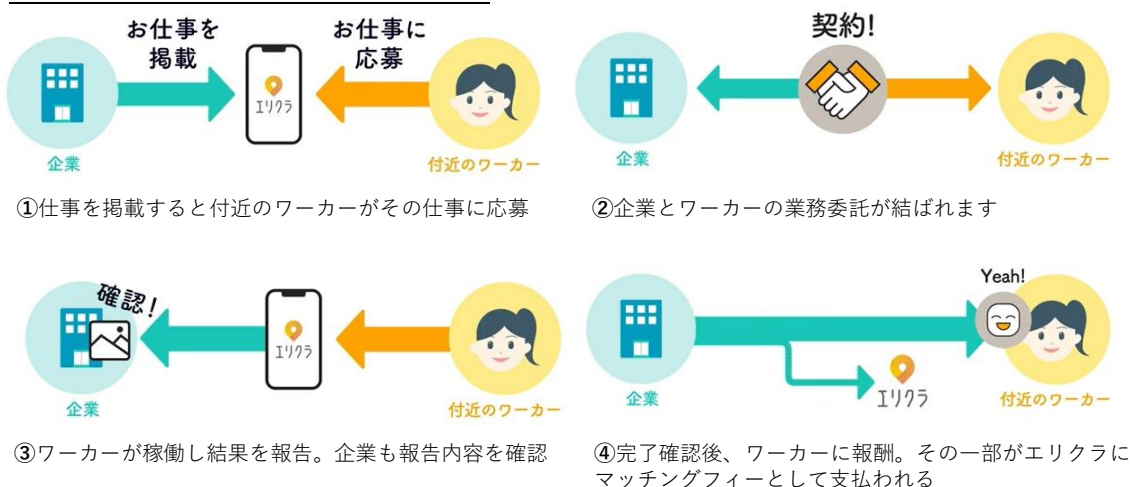 お仕事を
掲載
お仕事に
応募
エリクラ
企業
付近のワーカー
①仕事を掲載すると付近のワーカーがその仕事に応募
契約!
企業
付近のワーカー
②企業とワーカーの業務委託が結ばれます
確認!
エリクラ
企業
付近のワーカー
③ワーカーが稼働し結果を報告。企業も報告内容を確認
Yeah!
エリクラ
企業
付近のワーカー
④完了確認後、ワーカーに報酬。その一部がエリクラに
マッチングフィーとして支払われる